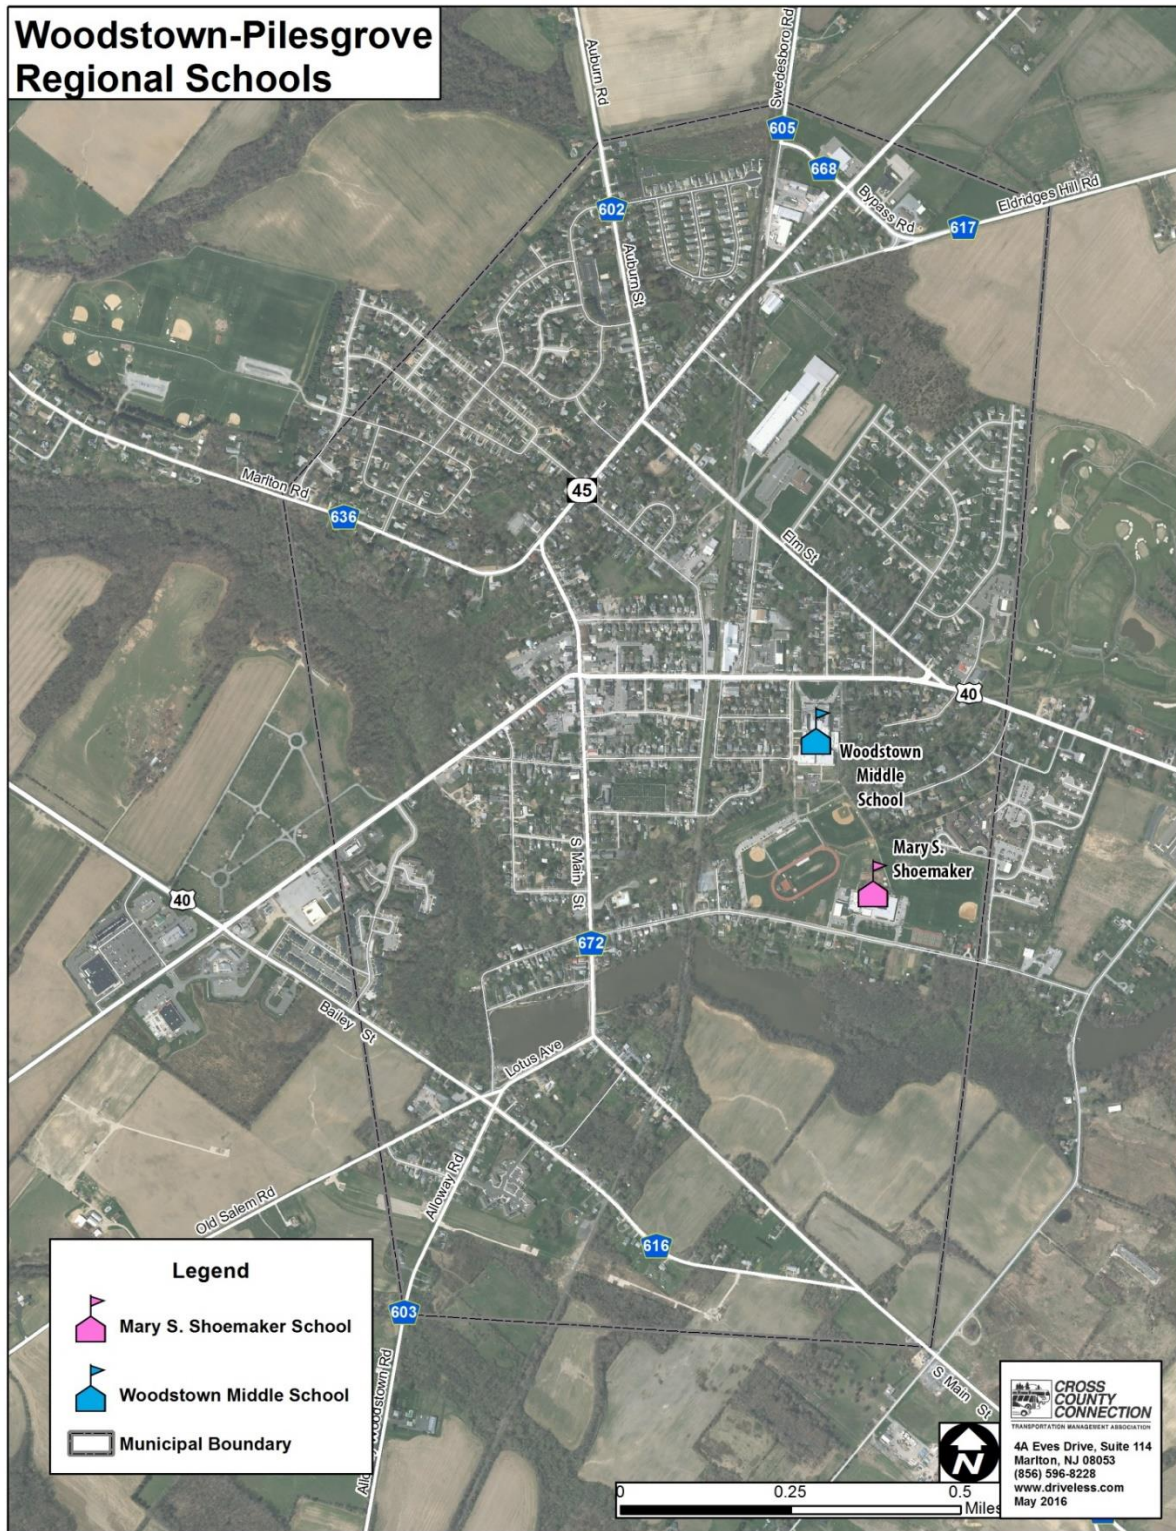 Woodstown-Pilesgrove
Regional Schools
Auburn Rd
Swedesboro Rd
605
668
Bypass Rd
Eldridges Hill Rd
617
602
Auburn St
45
Marlton Rd
636
Elm St
40
Woodstown
Middle
School
Mary S.
Shoemaker
S Main St
40
672
Bailey St
Lotus Ave
Old Salem Rd
Alloway Rd
616
603
Woodstown Rd
S Main St
Legend
Mary S. Shoemaker School
Woodstown Middle School
Municipal Boundary
N
0 0.25 0.5
Miles
CROSS
COUNTY
CONNECTION
TRANSPORTATION MANAGEMENT ASSOCIATION
4A Eves Drive, Suite 114
Marlton, NJ 08053
(856) 596-8228
www.driveless.com
May 2016